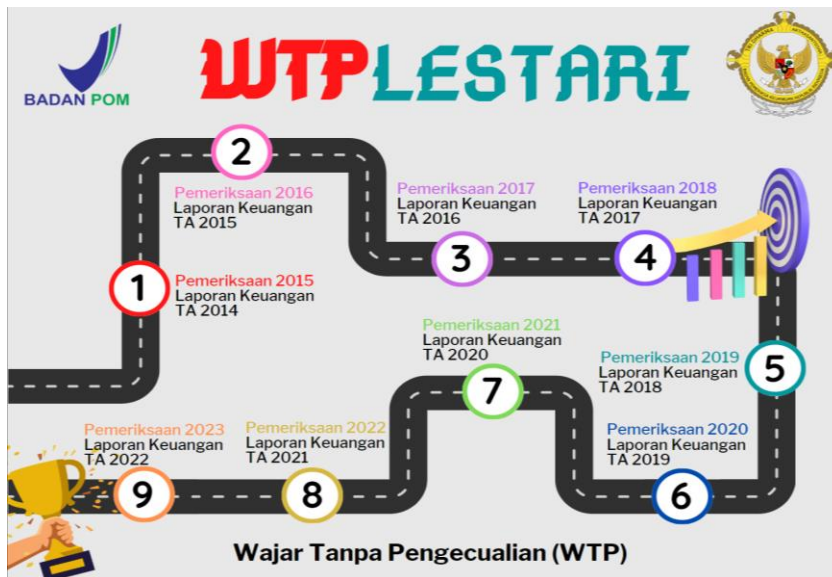 BADAN POM
WTP LESTARI
2
Pemeriksaan 2016
Laporan Keuangan
TA 2015
Pemeriksaan 2017
Laporan Keuangan
TA 2016
3
Pemeriksaan 2018
Laporan Keuangan
TA 2017
4
1
Pemeriksaan 2015
Laporan Keuangan
TA 2014
Pemeriksaan 2021
Laporan Keuangan
TA 2020
7
Pemeriksaan 2019
Laporan Keuangan
TA 2018
5
Pemeriksaan 2023
Laporan Keuangan
TA 2022
9
Pemeriksaan 2022
Laporan Keuangan
TA 2021
8
Pemeriksaan 2020
Laporan Keuangan
TA 2019
6
Wajar Tanpa Pengecualian (WTP)